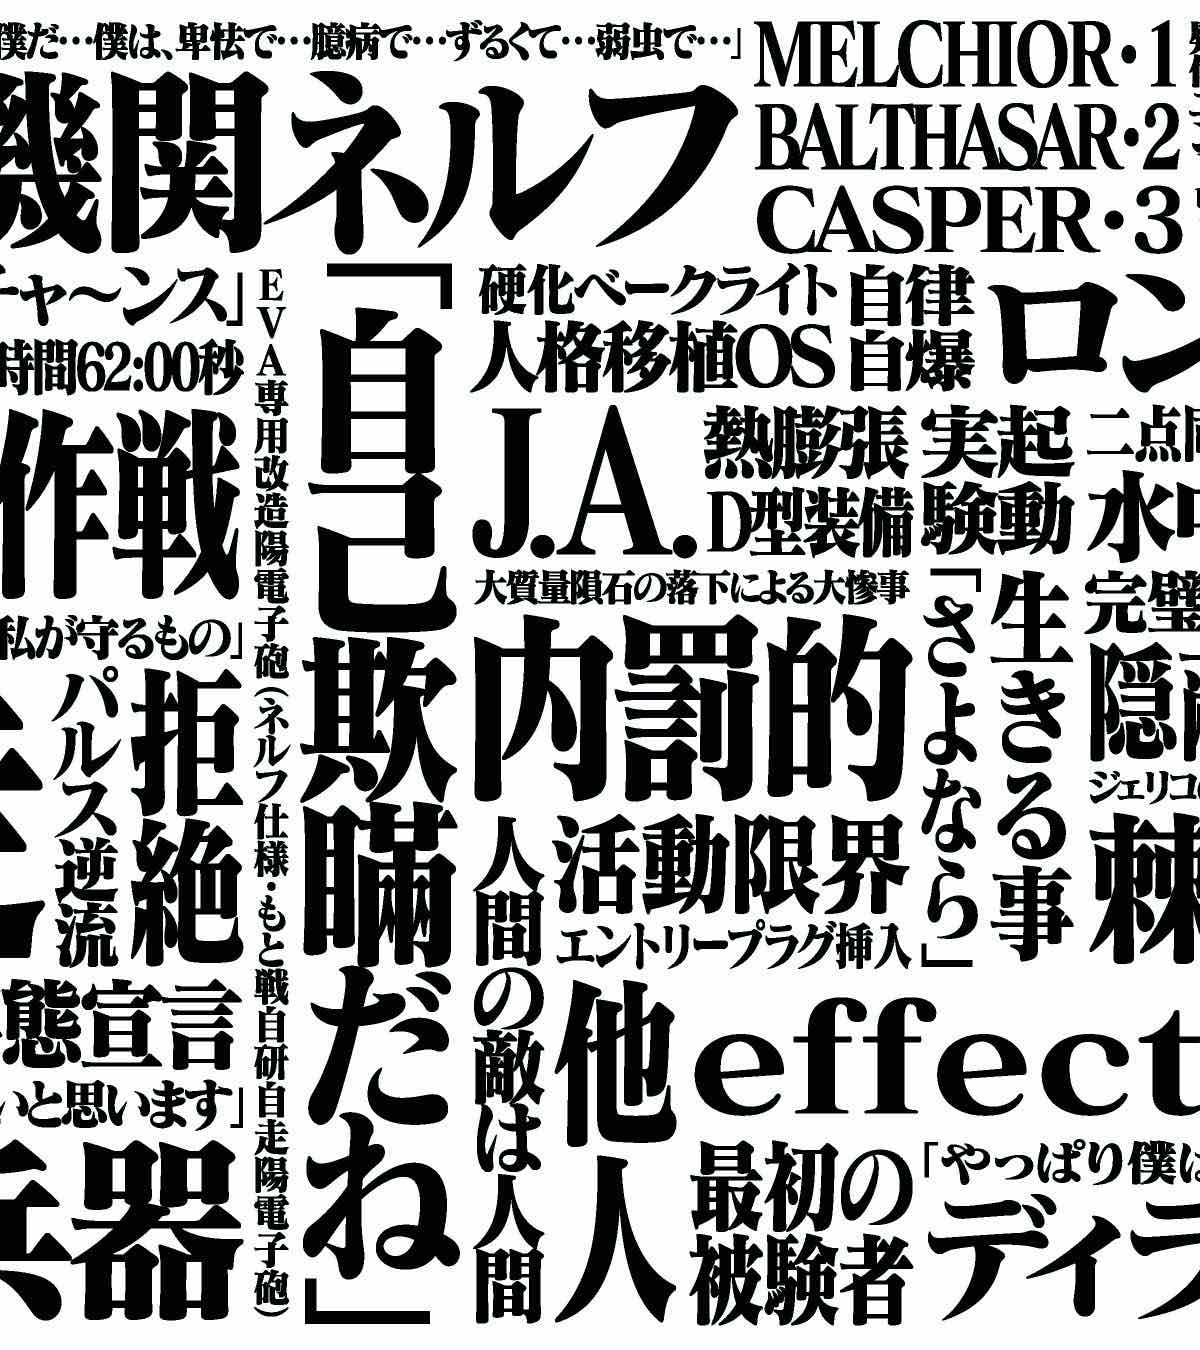 僕だ…僕は、卑怯で…臆病で…ずるくて…弱虫で…」
機関ネルフ
MELCHIOR・1
BALTHASAR・2
CASPER・3
チャ〜ンス」
時間62:00秒
作戦
EVA専用改造陽電子砲(ネルフ仕様・もと戦自研自走陽電子砲)
「自己欺瞞だね」
硬化ベークライト
人格移植OS
自律
自爆
ロン
J.A.
熱膨張
D型装備
実験
起動
二点同
水中
大質量隕石の落下による大惨事
内罰的
「さよなら」
生きる事
完璧
隠蔽
ジェリコの
棘
私が守るもの」
パルス逆流
拒絶
人間の敵は人間
活動限界
エントリープラグ挿入
態宣言
いと思います」
兵器
他人
effect
最初の
被験者
「やっぱり僕は
ディラ